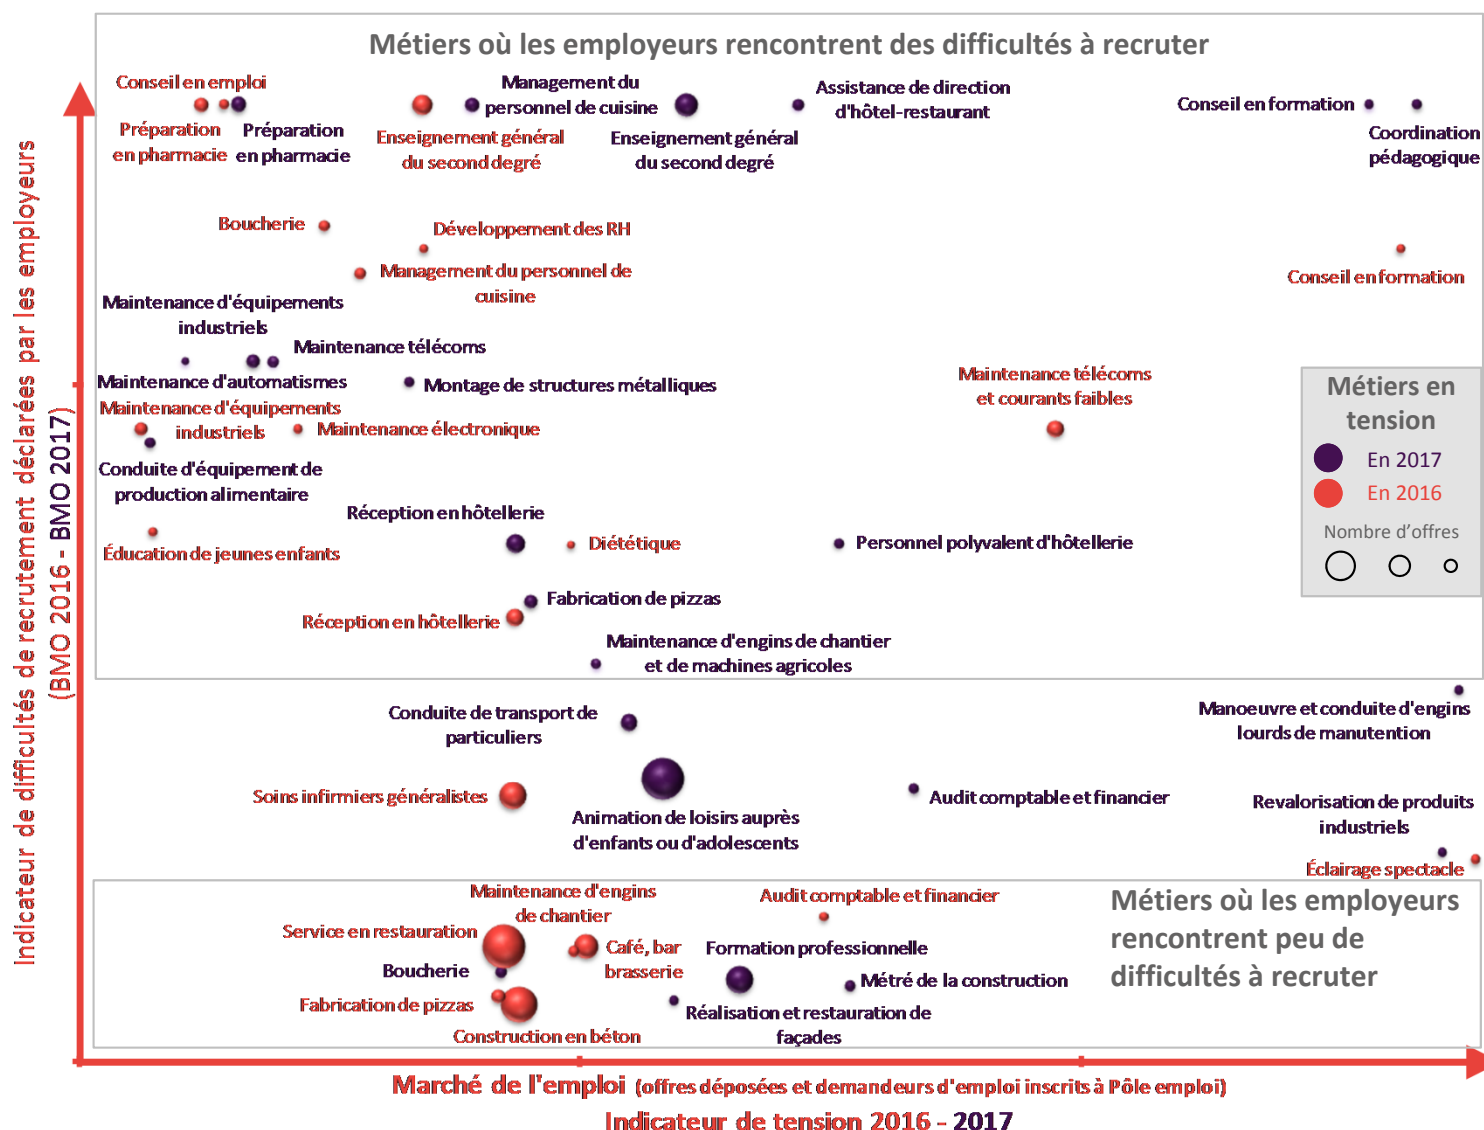 Métiers où les employeurs rencontrent des difficultés à recruter
Conseil en emploi
Préparation
en pharmacie
Préparation
en pharmacie
Management du
personnel de cuisine
Enseignement général
du second degré
Enseignement général
du second degré
Assistance de direction
d'hôtel-restaurant
Conseil en formation
Coordination
pédagogique
Boucherie
Développement des RH
Management du personnel de
cuisine
Conseil en formation
Maintenance d'équipements
industriels
Maintenance télécoms
Maintenance d'automatismes
Montage de structures métalliques
Maintenance télécoms
et courants faibles
Maintenance d'équipements
industriels
Maintenance électronique
Conduite d'équipement de
production alimentaire
Réception en hôtellerie
Éducation de jeunes enfants
Diététique
Personnel polyvalent d'hôtellerie
Fabrication de pizzas
Réception en hôtellerie
Maintenance d'engins de chantier
et de machines agricoles
Métiers en
tension
En 2017
En 2016
Nombre d'offres
Conduite de transport de
particuliers
Manoeuvre et conduite d'engins
lourds de manutention
Soins infirmiers généralistes
Animation de loisirs auprès
d'enfants ou d'adolescents
Audit comptable et financier
Revalorisation de produits
industriels
Éclairage spectacle
Maintenance d'engins
de chantier
Audit comptable et financier
Métiers où les employeurs
rencontrent peu de
difficultés à recruter
Service en restauration
Café, bar
brasserie
Formation professionnelle
Boucherie
Métré de la construction
Fabrication de pizzas
Réalisation et restauration de
façades
Construction en béton
Indicateur de difficultés de recrutement déclarées par les employeurs
(BMO 2016 - BMO 2017)
Marché de l'emploi (offres déposées et demandeurs d'emploi inscrits à Pôle emploi)
Indicateur de tension 2016 - 2017